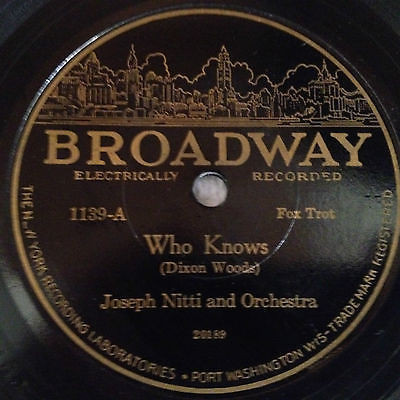 BROADWAY
ELECTRICALLY RECORDED
1139-A Fox Trot
Who Knows
(Dixon Woods)
Joseph Nitti and Orchestra
20189
THE NEW YORK RECORDING LABORATORIES • PORT WASHINGTON WIS-TRADE MARK REGISTERED